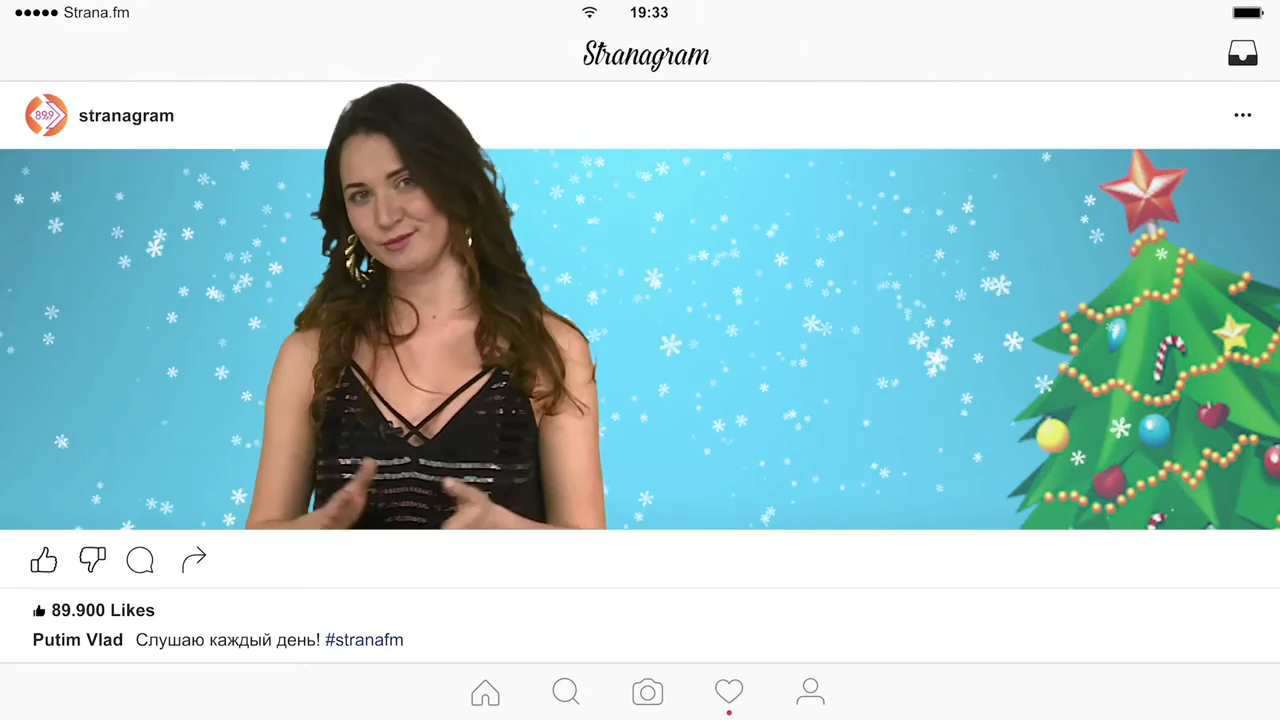 Strana.fm
19:33
Stranagram
89.9
stranagram
89.900 Likes
Putim Vlad Слушаю каждый день! #stranafm